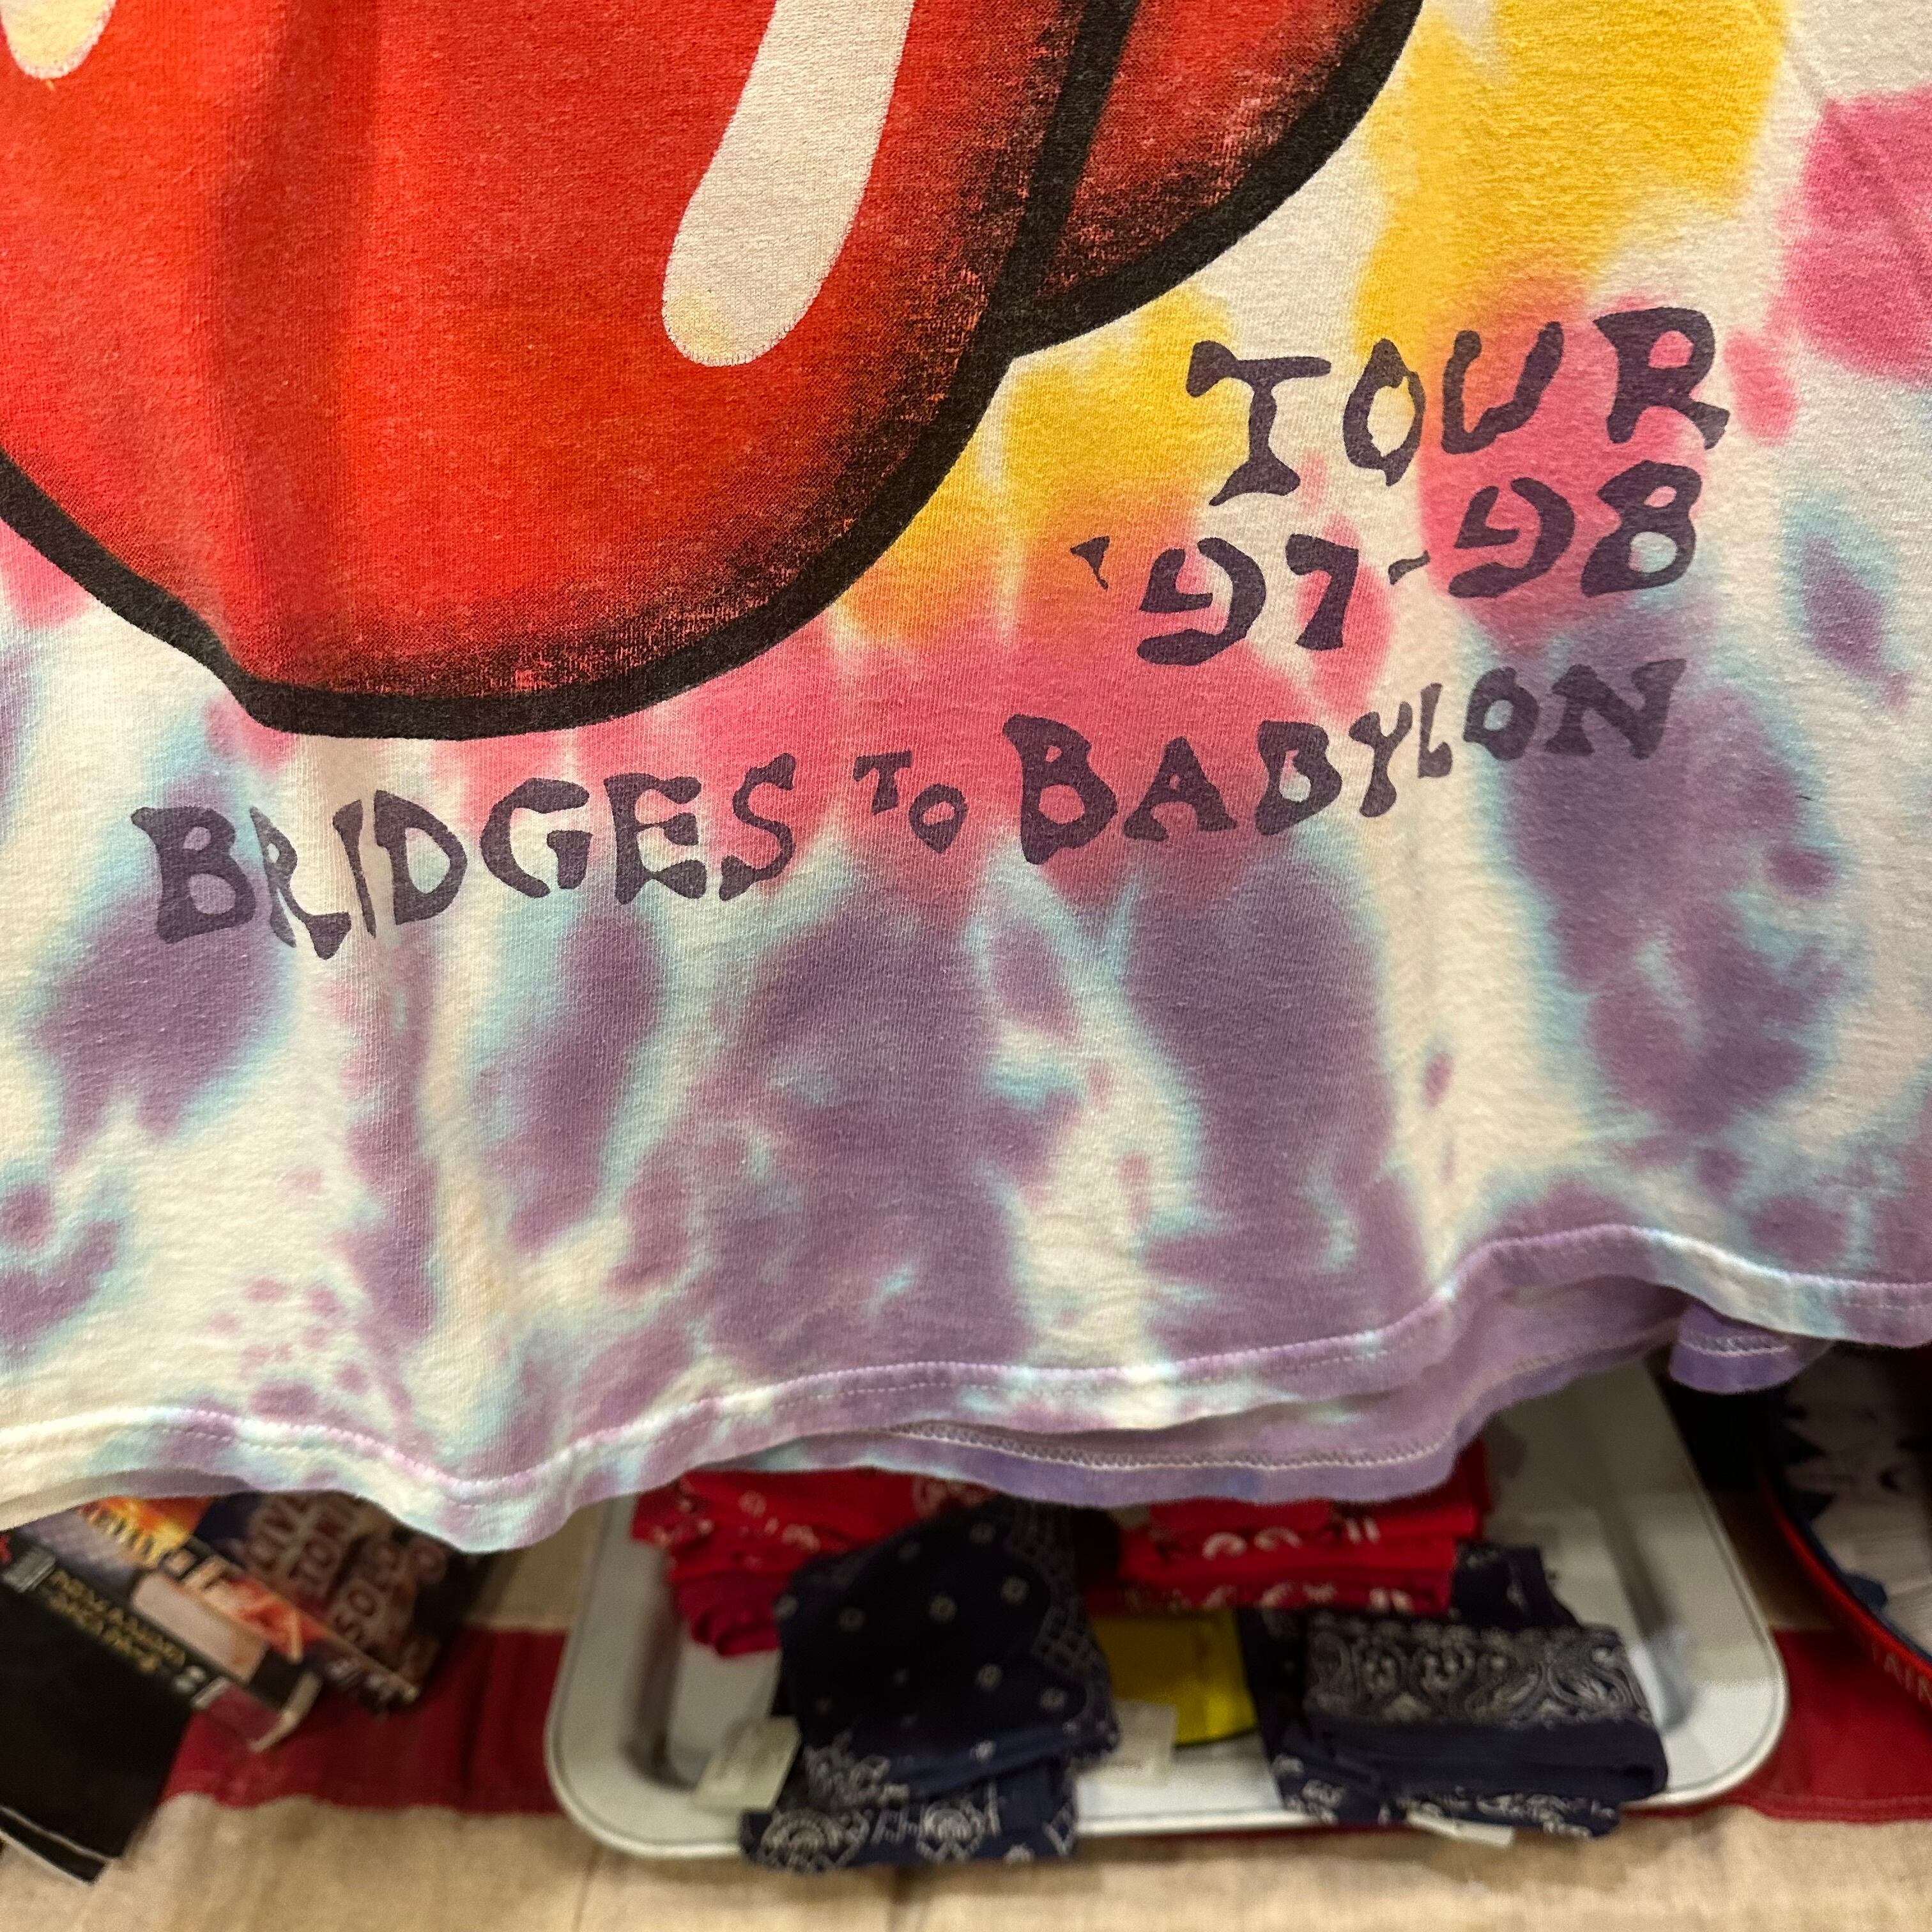 TOUR
'97-98
BRIDGES TO BABYLON